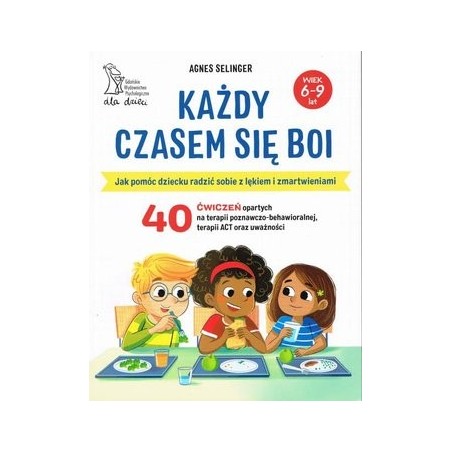 AGNES SELINGER
Gdańskie
Wydawnictwo
Psychologiczne
dla dzieci
WIEK
6-9
lat
KAŻDY
CZASEM SIĘ BOI
Jak pomóc dziecku radzić sobie z lękiem i zmartwieniami
40 ĆWICZEŃ opartych
na terapii poznawczo-behawioralnej,
terapii ACT oraz uważności